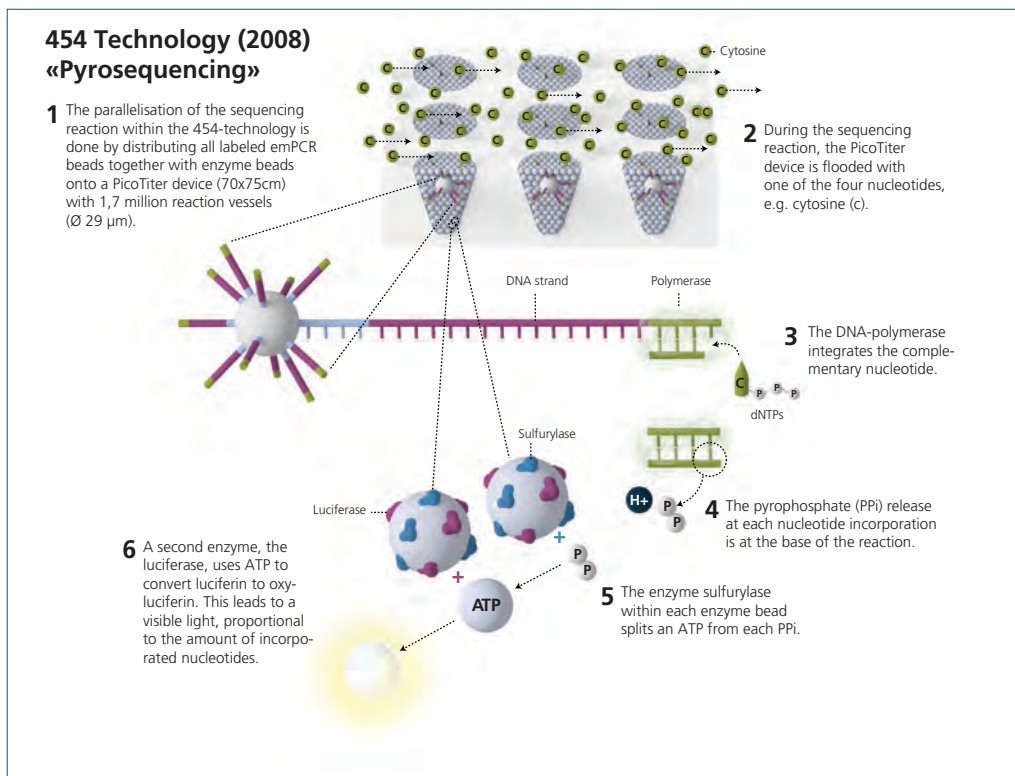 454 Technology (2008)
«Pyrosequencing»
1 The parallelisation of the sequencing
reaction within the 454-technology is
done by distributing all labeled emPCR
beads together with enzyme beads
onto a PicoTiter device (70x75cm)
with 1,7 million reaction vessels
(Ø 29 µm).
C C C C C C Cytosine
C C C C C
C C C C C C C
C C C C C C C C
C C C C C C C
C C C C C C
2 During the sequencing
reaction, the PicoTiter
device is flooded with
one of the four nucleotides,
e.g. cytosine (c).
DNA strand
Polymerase
3 The DNA-polymerase
integrates the comple-
mentary nucleotide.
C P P P
dNTPs
Sulfurylase
Luciferase
H+ P
P
4 The pyrophosphate (PPi) release
at each nucleotide incorporation
is at the base of the reaction.
+
P
P
+
ATP
5 The enzyme sulfurylase
within each enzyme bead
splits an ATP from each PPi.
6 A second enzyme, the
luciferase, uses ATP to
convert luciferin to oxy-
luciferin. This leads to a
visible light, proportional
to the amount of incorpo-
rated nucleotides.